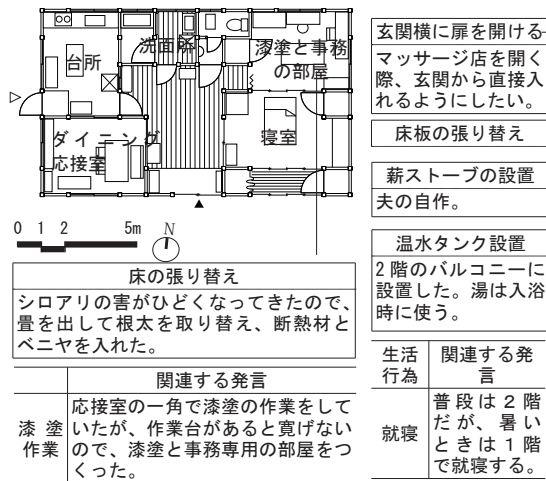 台所
洗面所
漆塗と事務
の部屋
ダイニング
応接室
寝室
0 1 2 5m
N
床の張り替え
シロアリの害がひどくなってきたので、
畳を出して根太を取り替え、断熱材と
ベニヤを入れた。
関連する発言
漆塗
作業
応接室の一角で漆塗の作業をして
いたが、作業台があると寛げない
ので、漆塗と事務専用の部屋をつ
くった。
玄関横に扉を開ける
マッサージ店を開く
際、玄関から直接入
れるようにしたい。
床板の張り替え
薪ストーブの設置
夫の自作。
温水タンク設置
2階のバルコニーに
設置した。湯は入浴
時に使う。
生活
行為
関連する発
言
就寝
普段は2階
だが、暑い
ときは1階
で就寝する。